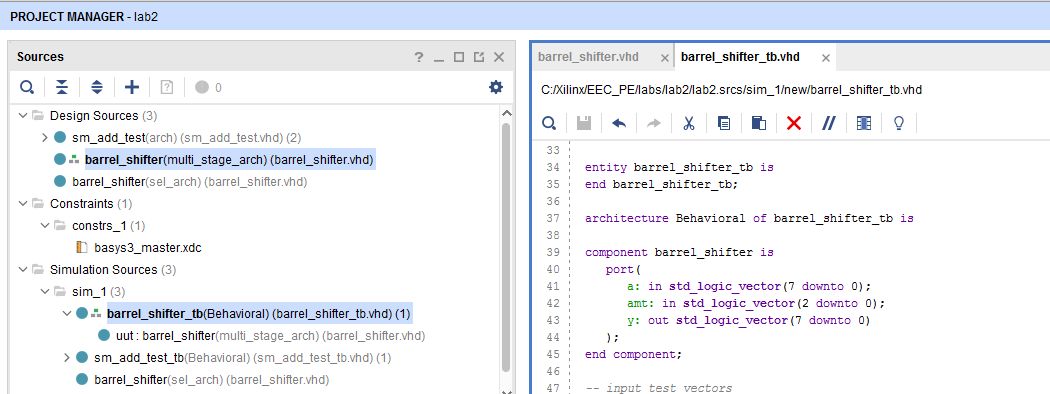 PROJECT MANAGER - lab2
Sources
?
0
Design Sources (3)
sm_add_test(arch) (sm_add_test.vhd) (2)
barrel_shifter(multi_stage_arch) (barrel_shifter.vhd)
barrel_shifter(sel_arch) (barrel_shifter.vhd)
Constraints (1)
constrs_1 (1)
basys3_master.xdc
Simulation Sources (3)
sim_1 (3)
barrel_shifter_tb(Behavioral) (barrel_shifter_tb.vhd) (1)
uut : barrel_shifter(multi_stage_arch) (barrel_shifter.vhd)
sm_add_test_tb(Behavioral) (sm_add_test_tb.vhd) (1)
barrel_shifter(sel_arch) (barrel_shifter.vhd)
barrel_shifter.vhd
barrel_shifter_tb.vhd
C:/Xilinx/EEC_PE/labs/lab2/lab2.srcs/sim_1/new/barrel_shifter_tb.vhd
33
34 entity barrel_shifter_tb is
35 end barrel_shifter_tb;
36
37 architecture Behavioral of barrel_shifter_tb is
38
39 component barrel_shifter is
40 port(
41 a: in std_logic_vector(7 downto 0);
42 amt: in std_logic_vector(2 downto 0);
43 y: out std_logic_vector(7 downto 0)
44 );
45 end component;
46
47 -- input test vectors